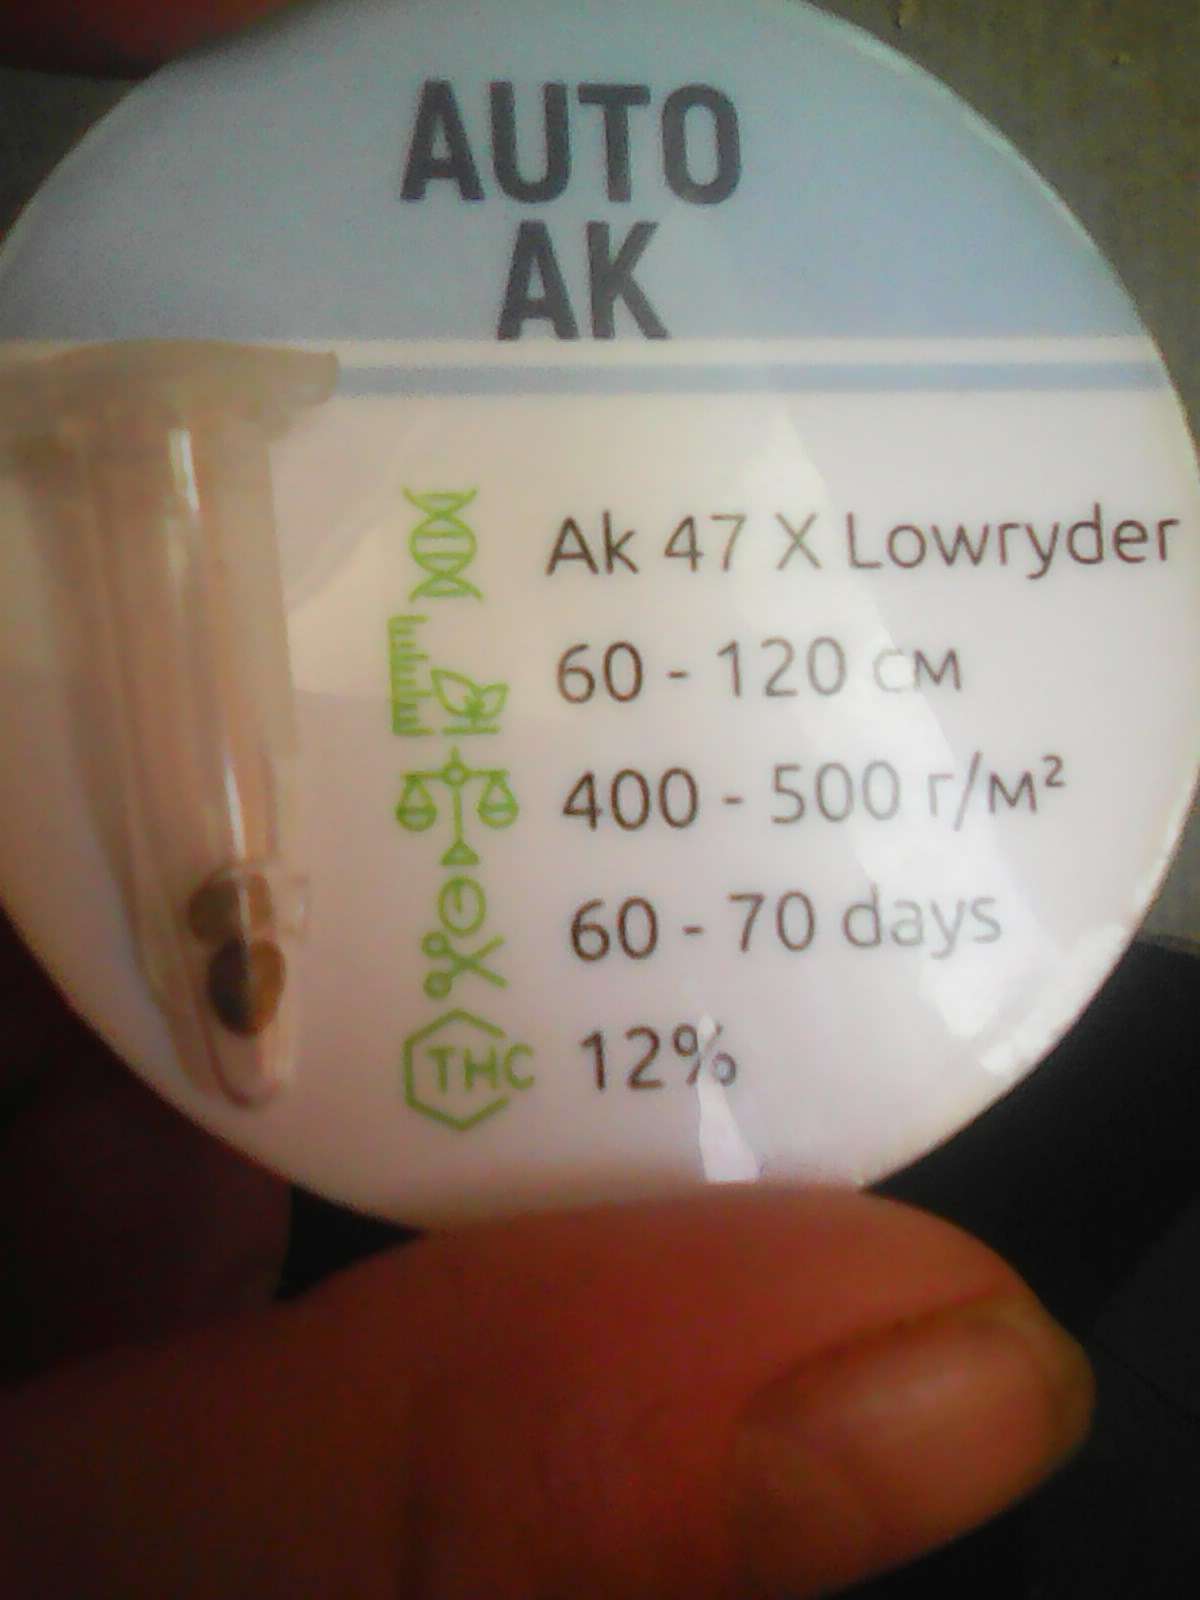 AUTO
AK
Ak 47 X Lowryder
60 - 120 см
400 - 500 г/м²
60 - 70 days
THC 12%